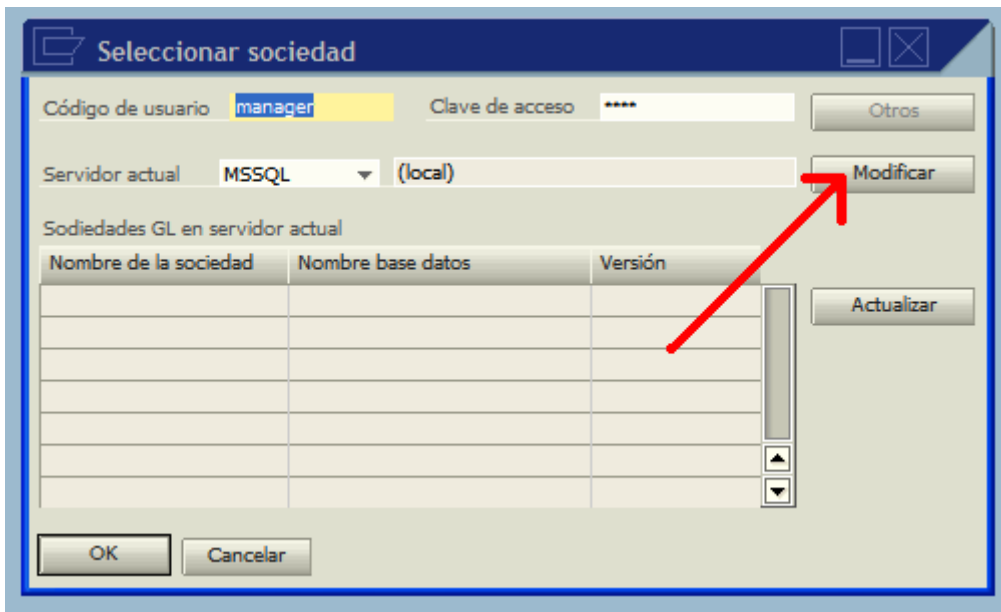 Seleccionar sociedad
Código de usuario manager Clave de acceso **** Otros
Servidor actual MSSQL (local) Modificar
Sodiedades GL en servidor actual
Nombre de la sociedad Nombre base datos Versión
Actualizar
OK Cancelar